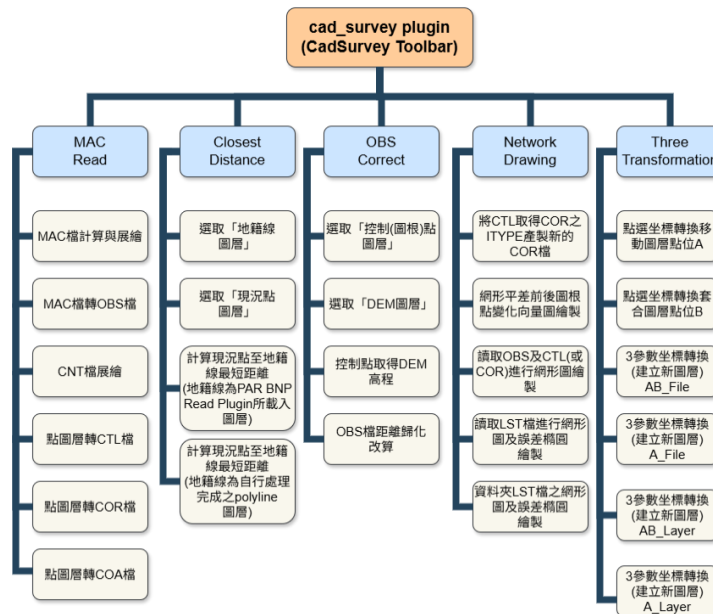 cad_survey plugin
(CadSurvey Toolbar)
MAC
Read
MAC檔計算與展繪
MAC檔轉OBS檔
CNT檔展繪
點圖層轉CTL檔
點圖層轉COR檔
點圖層轉COA檔
Closest
Distance
選取「地籍線
圖層」
選取「現況點
圖層」
計算現況點至地籍
線最短距離
(地籍線為PAR BNP
Read Plugin所載入
圖層)
計算現況點至地籍
線最短距離
(地籍線為自行處理
完成之polyline
圖層)
OBS
Correct
選取「控制(圖根)點
圖層」
選取「DEM圖層」
控制點取得DEM
高程
OBS檔距離歸化
改算
Network
Drawing
將CTL取得COR之
ITYPE產製新的
COR檔
網形平差前後圖根
點變化向量圖繪製
讀取OBS及CTL(或
COR)進行網形圖繪
製
讀取LST檔進行網形
圖及誤差橢圓
繪製
資料夾LST檔之網形
圖及誤差橢圓
繪製
Three
Transformation
點選坐標轉換移
動圖層點位A
點選坐標轉換套
合圖層點位B
3參數坐標轉換
(建立新圖層)
AB_File
3參數坐標轉換
(建立新圖層)
A_File
3參數坐標轉換
(建立新圖層)
AB_Layer
3參數坐標轉換
(建立新圖層)
A_Layer